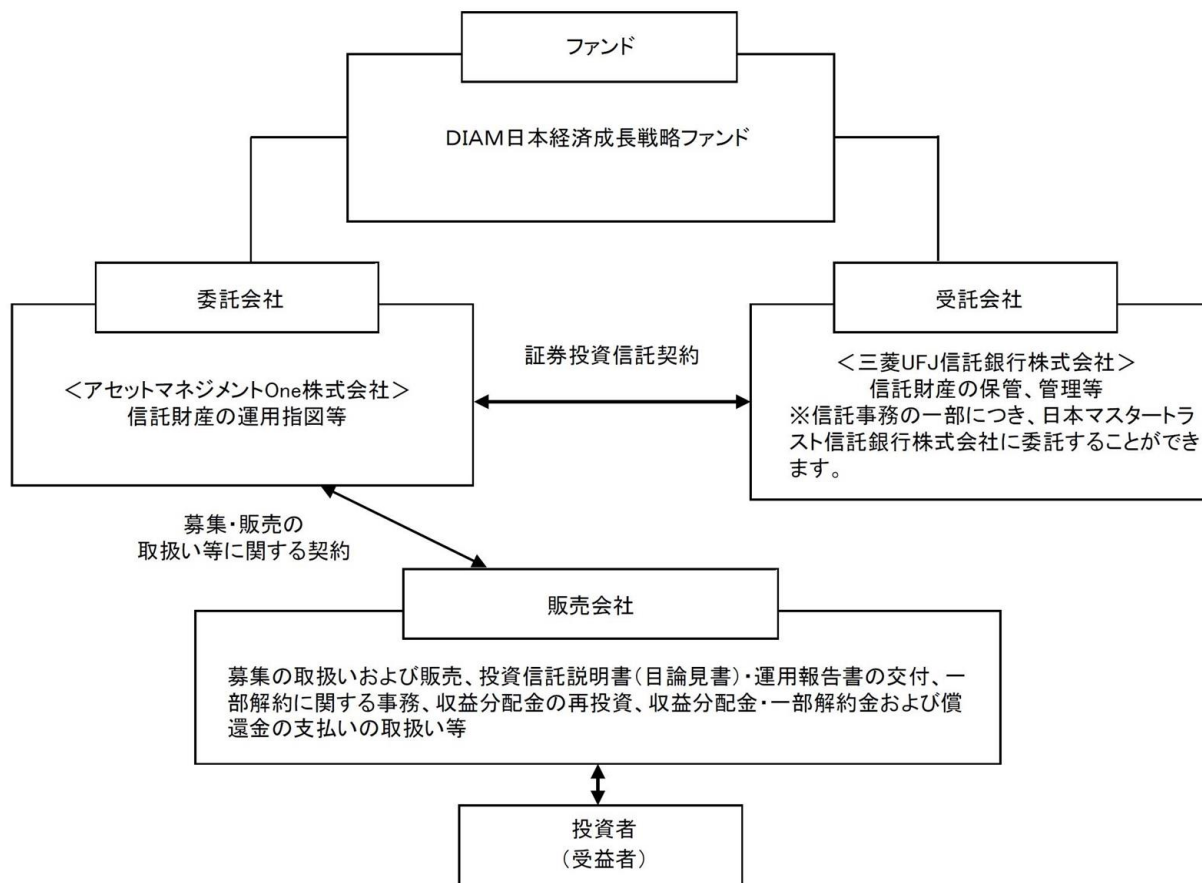 ファンド
DIAM日本経済成長戦略ファンド
委託会社
<アセットマネジメントOne株式会社>
信託財産の運用指図等
証券投資信託契約
受託会社
<三菱UFJ信託銀行株式会社>
信託財産の保管、管理等
※信託事務の一部につき、日本マスタートラ
スト信託銀行株式会社に委託することができ
ます。
募集・販売の
取扱い等に関する契約
販売会社
募集の取扱いおよび販売、投資信託説明書(目論見書)・運用報告書の交付、一
部解約に関する事務、収益分配金の再投資、収益分配金・一部解約金および償
還金の支払いの取扱い等
投資者
(受益者)